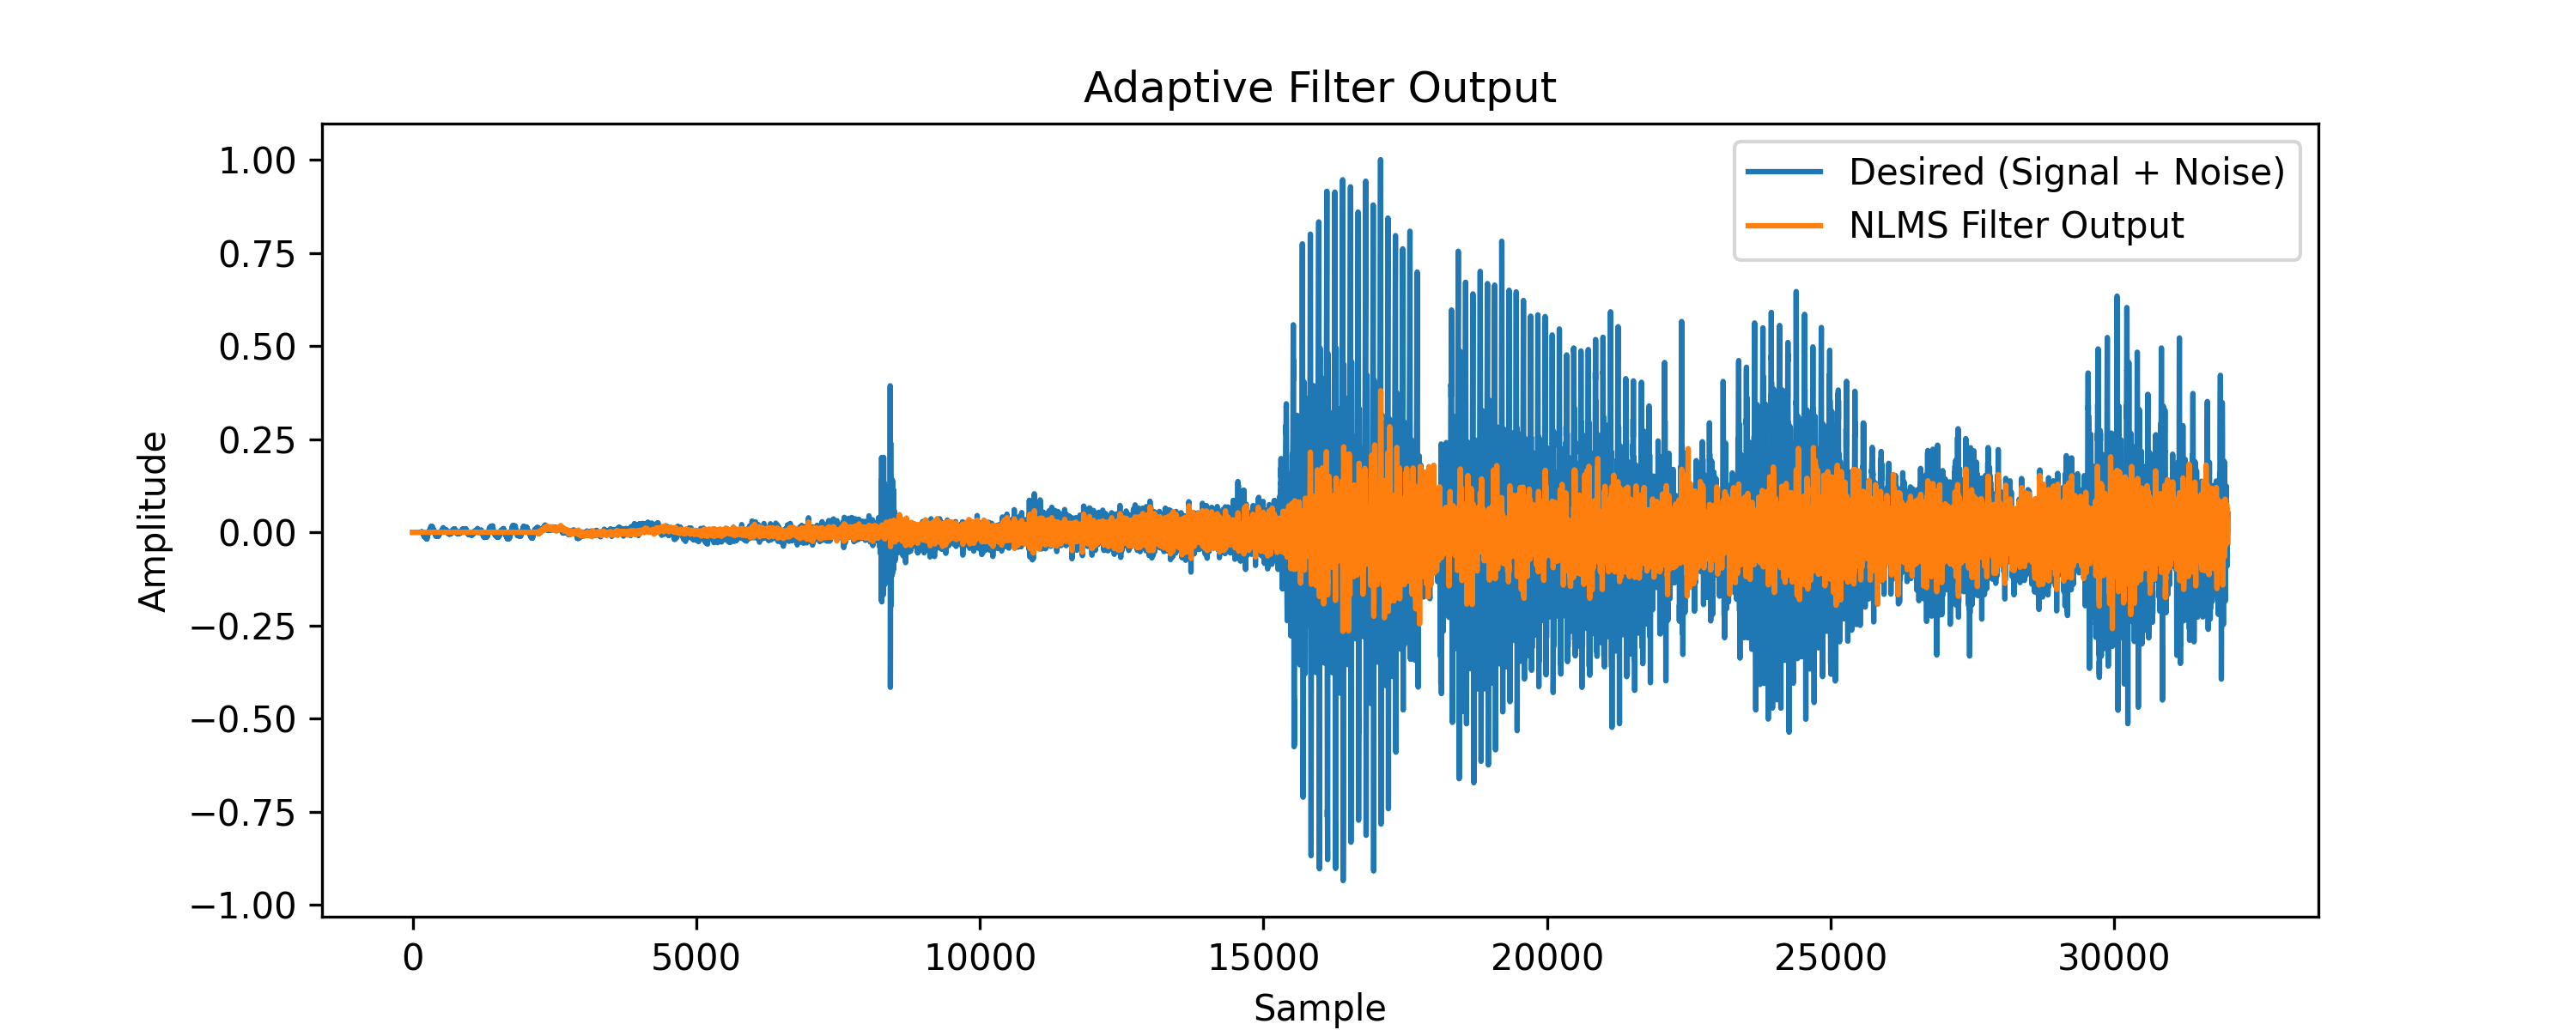 Adaptive Filter Output
Desired (Signal + Noise)
NLMS Filter Output
1.00
0.75
0.50
0.25
0.00
−0.25
−0.50
−0.75
−1.00
Amplitude
0 5000 10000 15000 20000 25000 30000
Sample